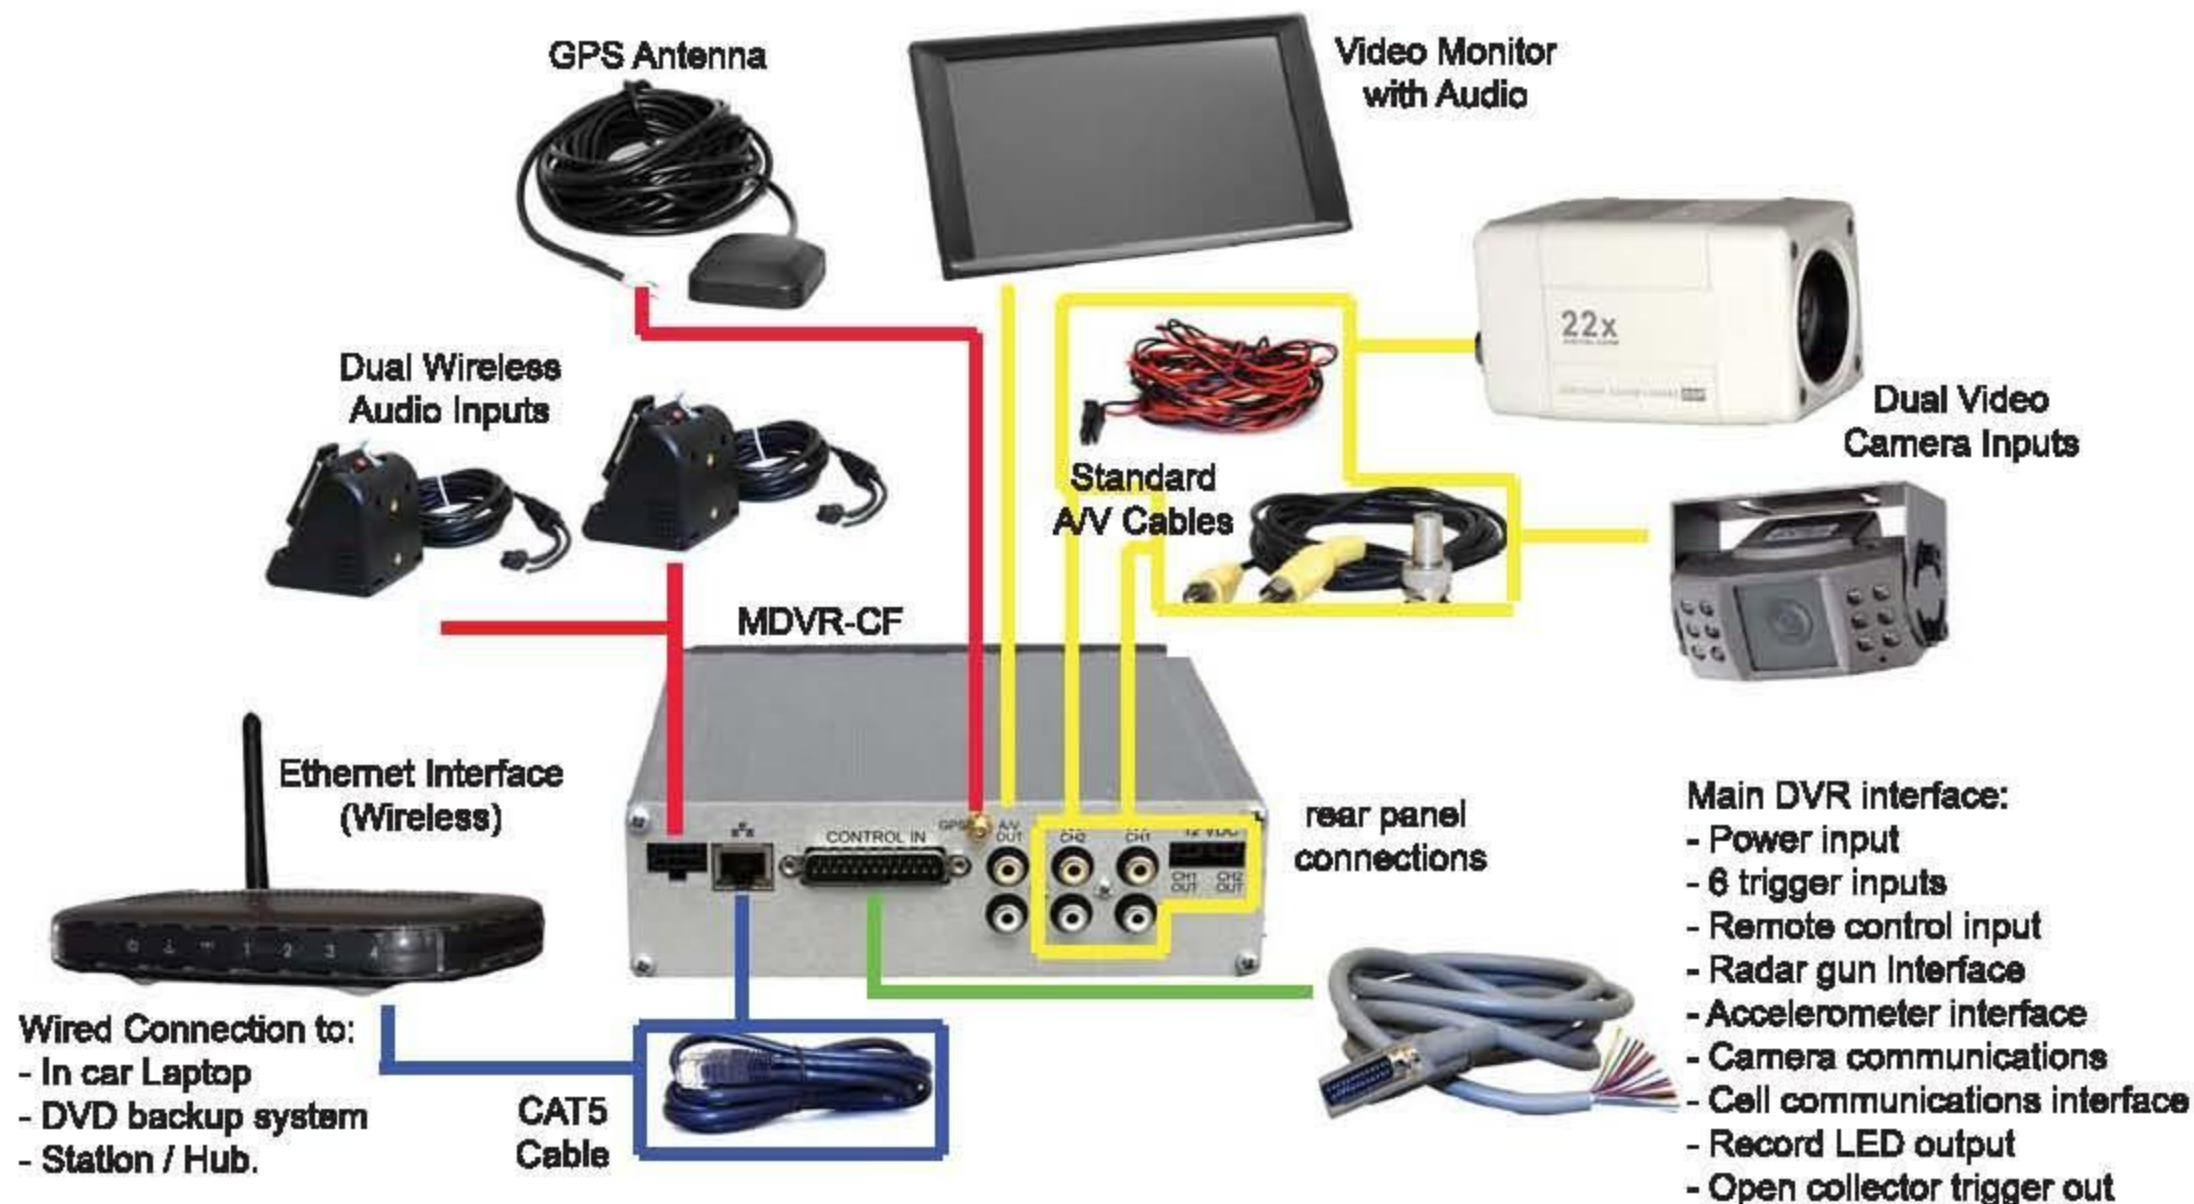 GPS Antenna
Video Monitor
with Audio
22x
Dual Wireless
Audio Inputs
Dual Video
Camera Inputs
Standard
A/V Cables
MDVR-CF
Ethernet Interface
(Wireless)
CONTROL IN
GPS
A/V
OUT
CH2
CH1
12 VDC
CH1
OUT
CH2
OUT
rear panel
connections
1 2 3 4
Wired Connection to:
- In car Laptop
- DVD backup system
- Station / Hub.
CAT5
Cable
Main DVR interface:
- Power input
- 6 trigger inputs
- Remote control input
- Radar gun Interface
- Accelerometer interface
- Camera communications
- Cell communications interface
- Record LED output
- Open collector trigger out